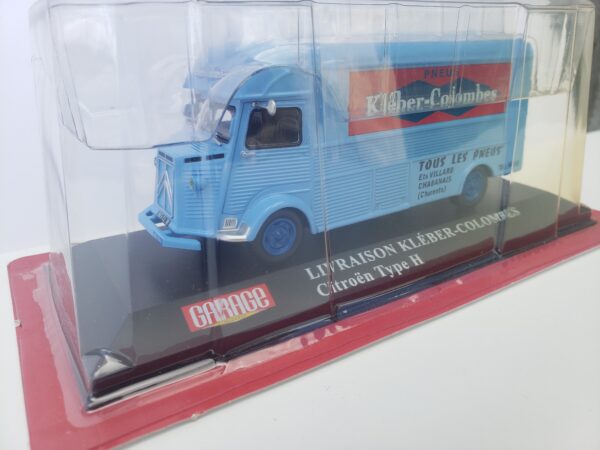 PNEUS
Kléber-Colombes
TOUS LES PNEUS
Ets VILLARD
CHABANAIS
(Charente)
LIVRAISON KLÉBER-COLOMBES
Citroën Type H
GARAGE